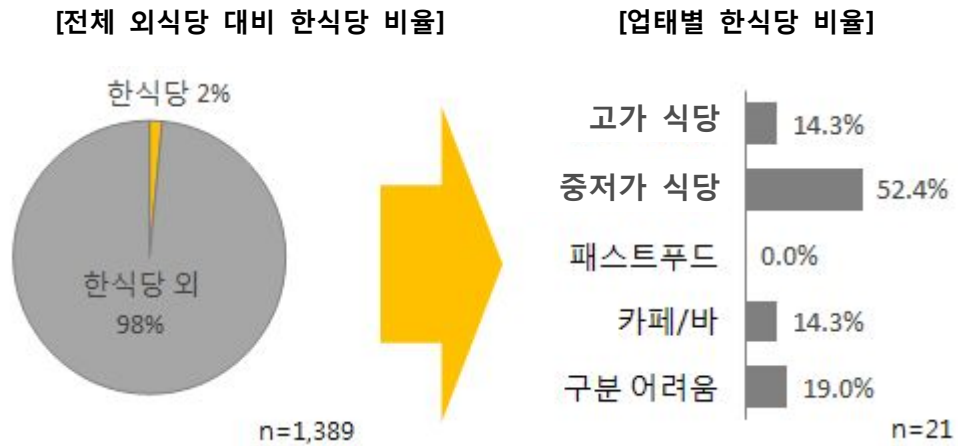 [전체 외식당 대비 한식당 비율]
한식당 2%
한식당 외
98%
n=1,389
[업태별 한식당 비율]
고가 식당 14.3%
중저가 식당 52.4%
패스트푸드 0.0%
카페/바 14.3%
구분 어려움 19.0%
n=21